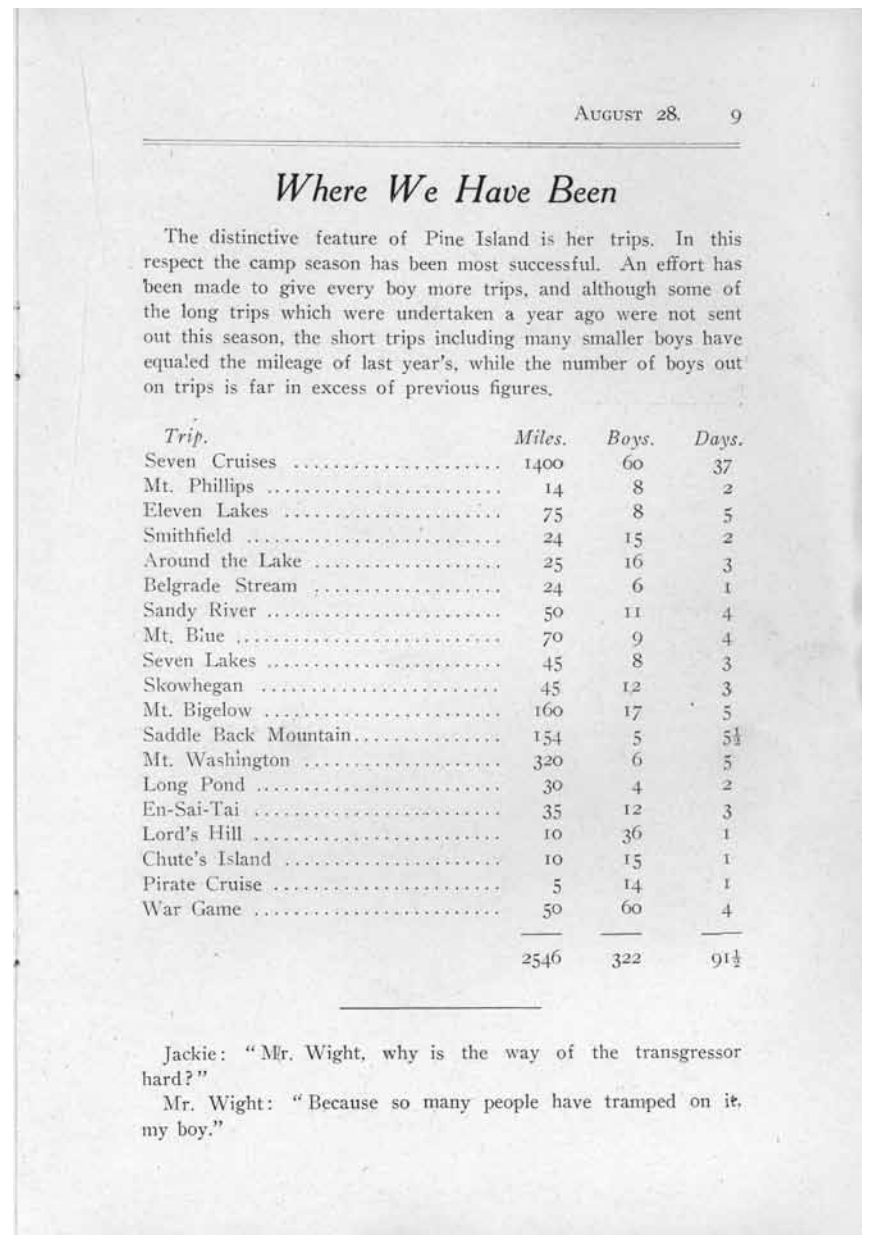 AUGUST 28. 9
Where We Have Been
The distinctive feature of Pine Island is her trips. In this
respect the camp season has been most successful. An effort has
been made to give every boy more trips, and although some of
the long trips which were undertaken a year ago were not sent
out this season, the short trips including many smaller boys have
equaled the mileage of last year's, while the number of boys out
on trips is far in excess of previous figures.
Trip. Miles. Boys. Days.
Seven Cruises ..................... 1400 60 37
Mt. Phillips ........................ 14 8 2
Eleven Lakes ...................... 75 8 5
Smithfield .......................... 24 15 2
Around the Lake ................... 25 16 3
Belgrade Stream ................... 24 6 1
Sandy River ........................ 50 11 4
Mt. Blue ........................... 70 9 4
Seven Lakes ........................ 45 8 3
Skowhegan ........................ 45 12 3
Mt. Bigelow ........................ 160 17 5
Saddle Back Mountain............... 154 5 5½
Mt. Washington .................... 320 6 5
Long Pond ......................... 30 4 2
En-Sai-Tai ......................... 35 12 3
Lord's Hill ......................... 10 36 1
Chute's Island ...................... 10 15 1
Pirate Cruise ....................... 5 14 1
War Game ......................... 50 60 4
2546 322 91½
Jackie: "Mr. Wight, why is the way of the transgressor
hard?"
Mr. Wight: "Because so many people have tramped on it,
my boy."